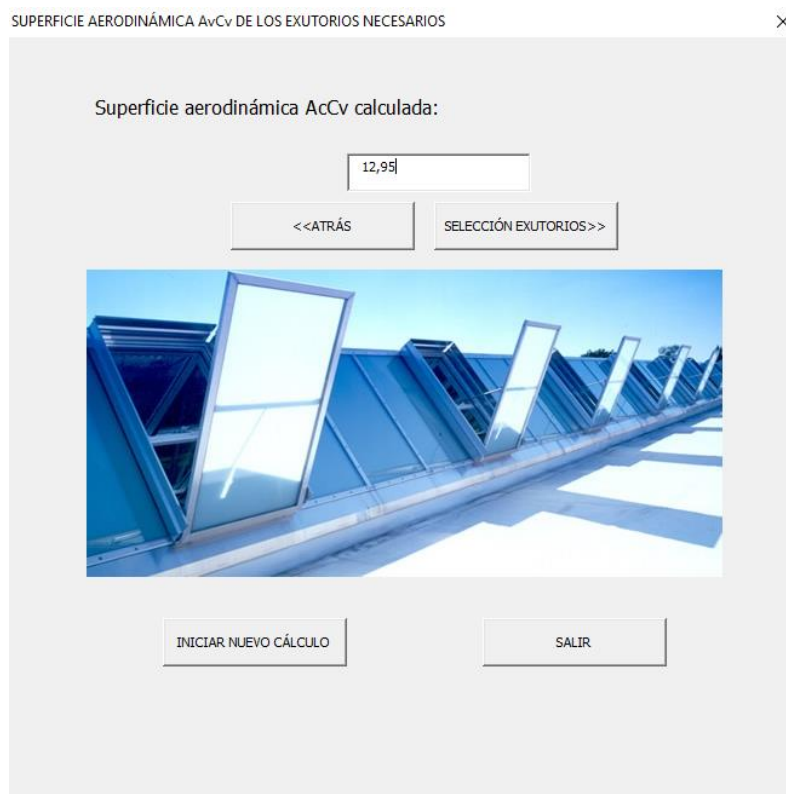 SUPERFICIE AERODINÁMICA AvCv DE LOS EXUTORIOS NECESARIOS
Superficie aerodinámica AcCv calculada:
12,95
<<ATRÁS
SELECCIÓN EXUTORIOS>>
INICIAR NUEVO CÁLCULO
SALIR